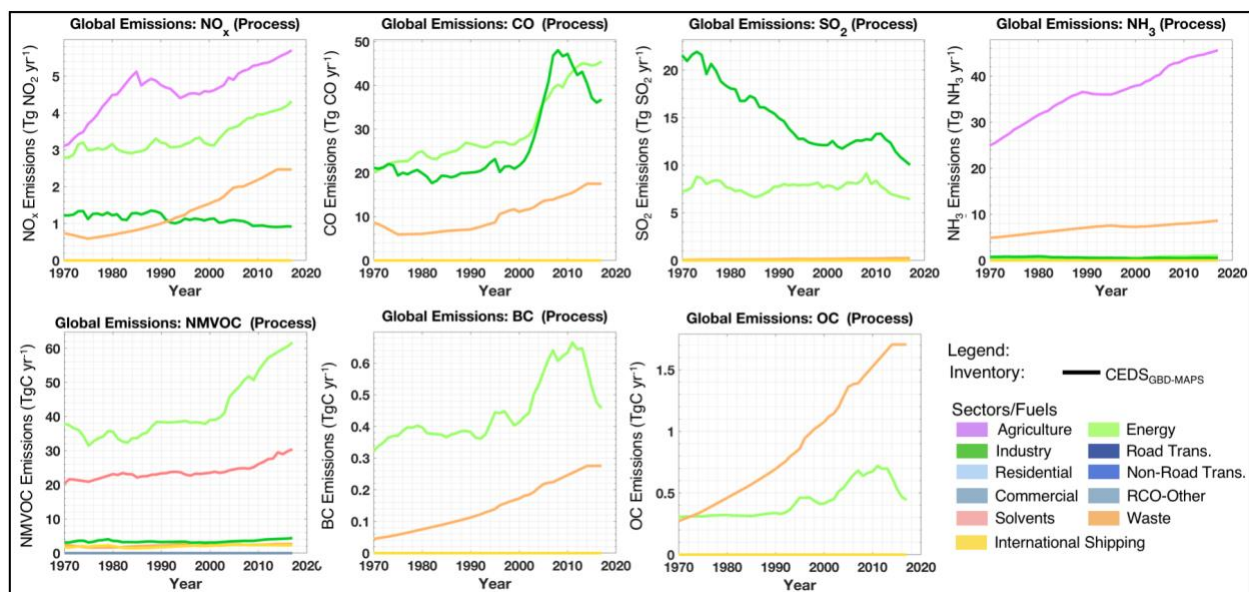 Global Emissions: NOx (Process)
NOx Emissions (Tg NO2 yr⁻¹)
5
4
3
2
1
0
1970 1980 1990 2000 2010 2020
Year
Global Emissions: CO (Process)
CO Emissions (Tg CO yr⁻¹)
50
40
30
20
10
0
1970 1980 1990 2000 2010 2020
Year
Global Emissions: SO2 (Process)
SO2 Emissions (Tg SO2 yr⁻¹)
20
15
10
5
0
1970 1980 1990 2000 2010 2020
Year
Global Emissions: NH3 (Process)
NH3 Emissions (Tg NH3 yr⁻¹)
40
30
20
10
0
1970 1980 1990 2000 2010 2020
Year
Global Emissions: NMVOC (Process)
NMVOC Emissions (TgC yr⁻¹)
60
50
40
30
20
10
0
1970 1980 1990 2000 2010
Year
Global Emissions: BC (Process)
BC Emissions (TgC yr⁻¹)
0.6
0.5
0.4
0.3
0.2
0.1
0
1970 1980 1990 2000 2010 2020
Year
Global Emissions: OC (Process)
OC Emissions (TgC yr⁻¹)
1.5
1
0.5
0
1970 1980 1990 2000 2010 2020
Year
Legend:
Inventory: CEDSGBD-MAPS
Sectors/Fuels
Agriculture Energy
Industry Road Trans.
Residential Non-Road Trans.
Commercial RCO-Other
Solvents Waste
International Shipping